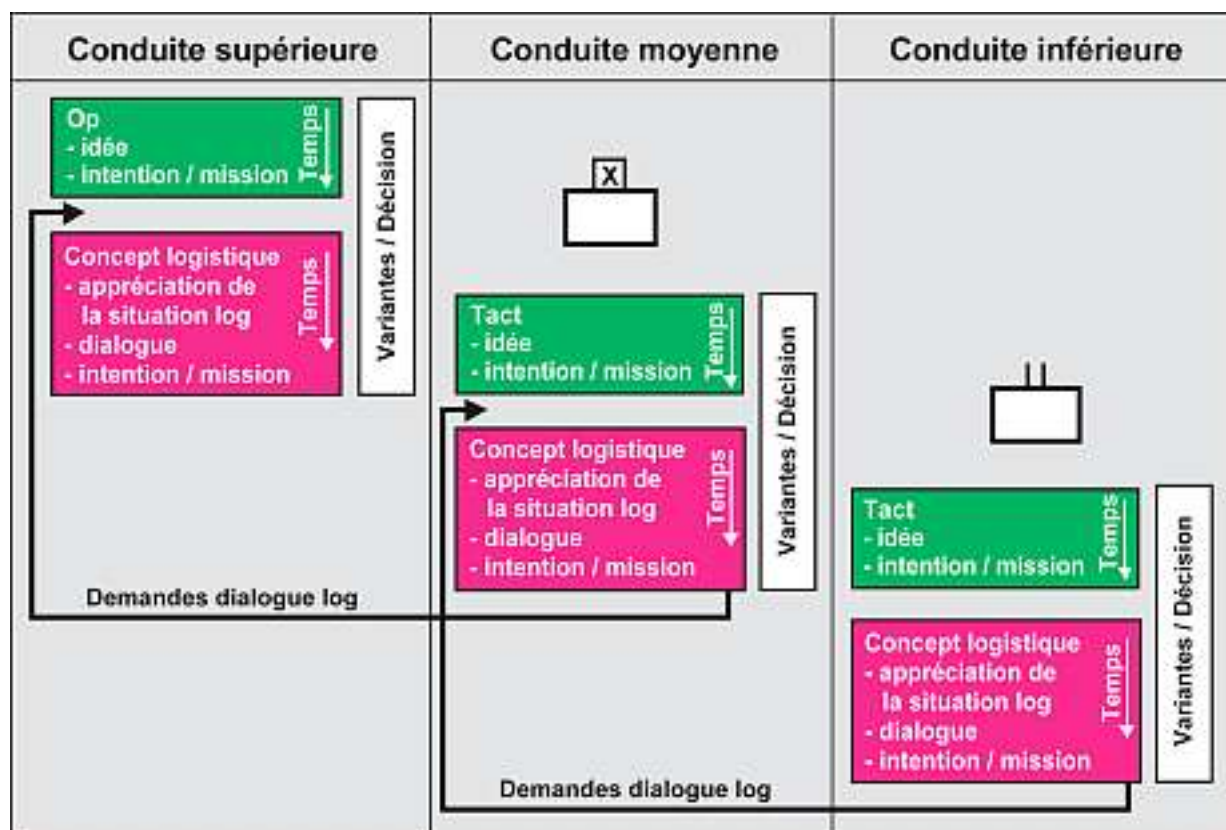 Conduite supérieure
Op
- idée
- intention / mission
Temps
Concept logistique
- appréciation de
la situation log
- dialogue
- intention / mission
Temps
Variantes / Décision
Demandes dialogue log
Conduite moyenne
X
Tact
- idée
- intention / mission
Temps
Concept logistique
- appréciation de
la situation log
- dialogue
- intention / mission
Temps
Variantes / Décision
Demandes dialogue log
Conduite inférieure
Tact
- idée
- intention / mission
Temps
Concept logistique
- appréciation de
la situation log
- dialogue
- intention / mission
Temps
Variantes / Décision